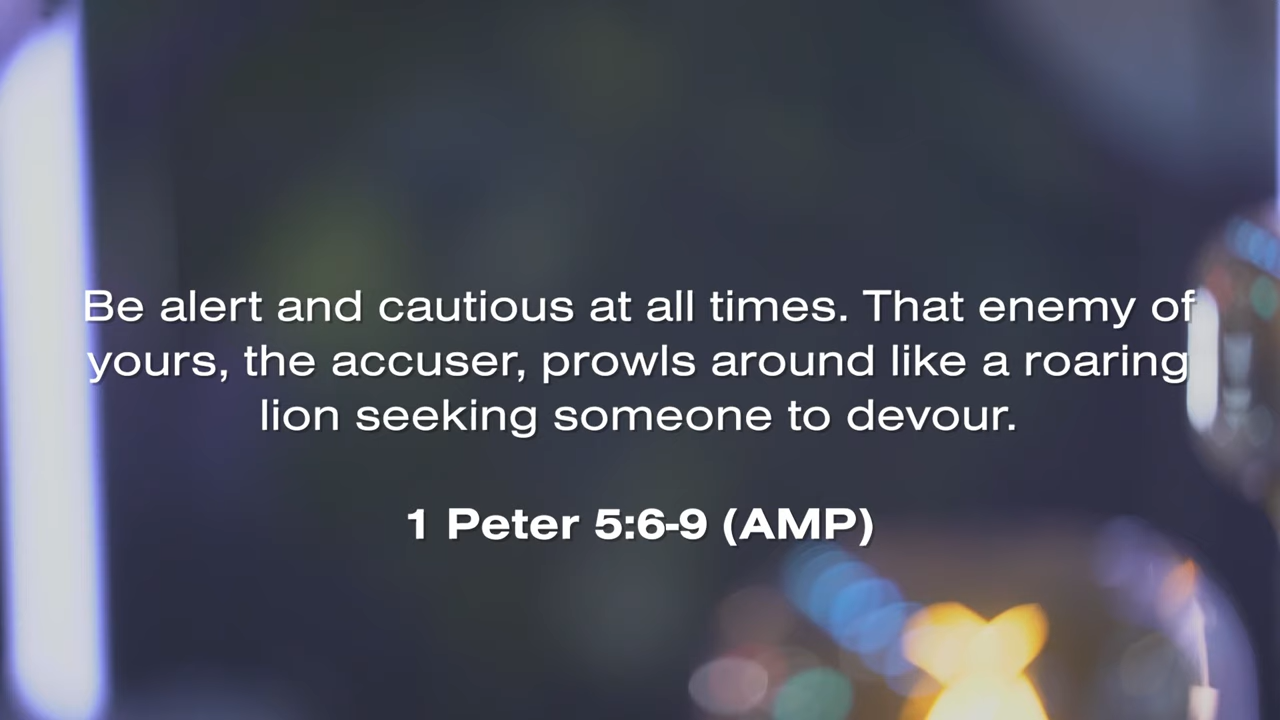 Be alert and cautious at all times. That enemy of
yours, the accuser, prowls around like a roaring
lion seeking someone to devour.
1 Peter 5:6-9 (AMP)